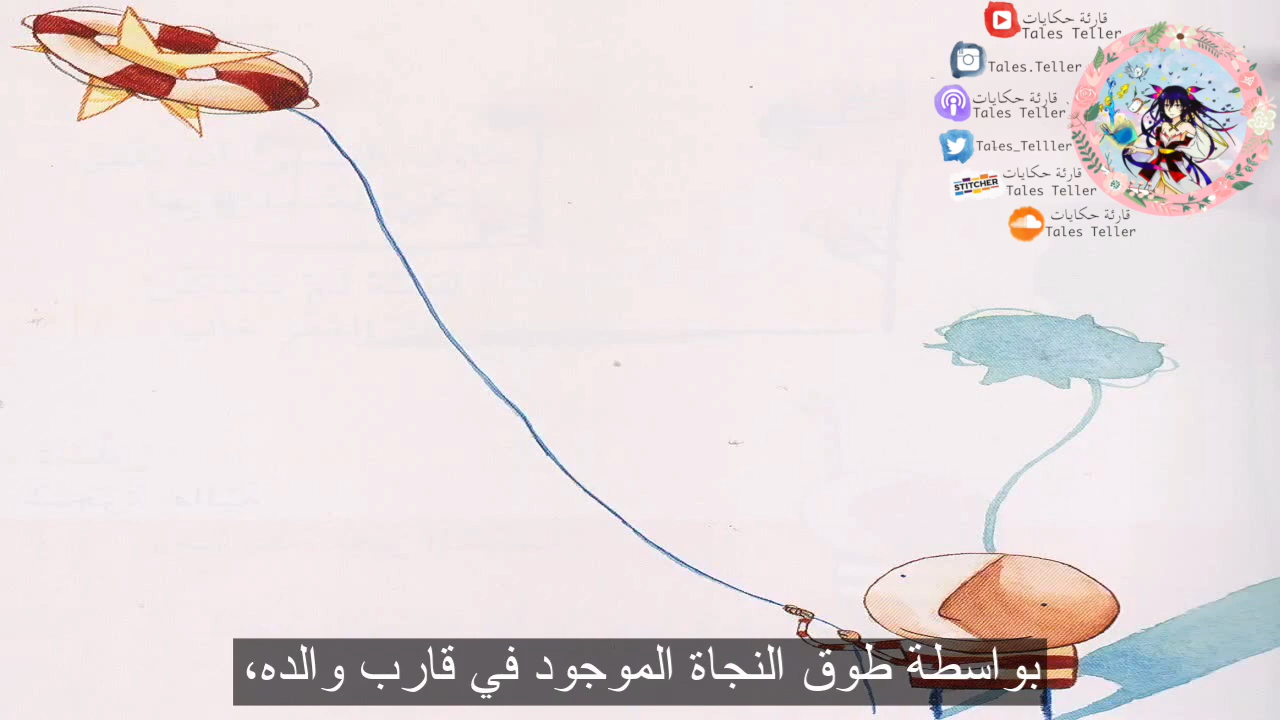 قارئة حكايات
Tales Teller
Tales.Teller
قارئة حكايات
Tales Teller
Tales_Telller
STITCHER
قارئة حكايات
Tales Teller
قارئة حكايات
Tales Teller
بواسطة طوق النجاة الموجود في قارب والده،